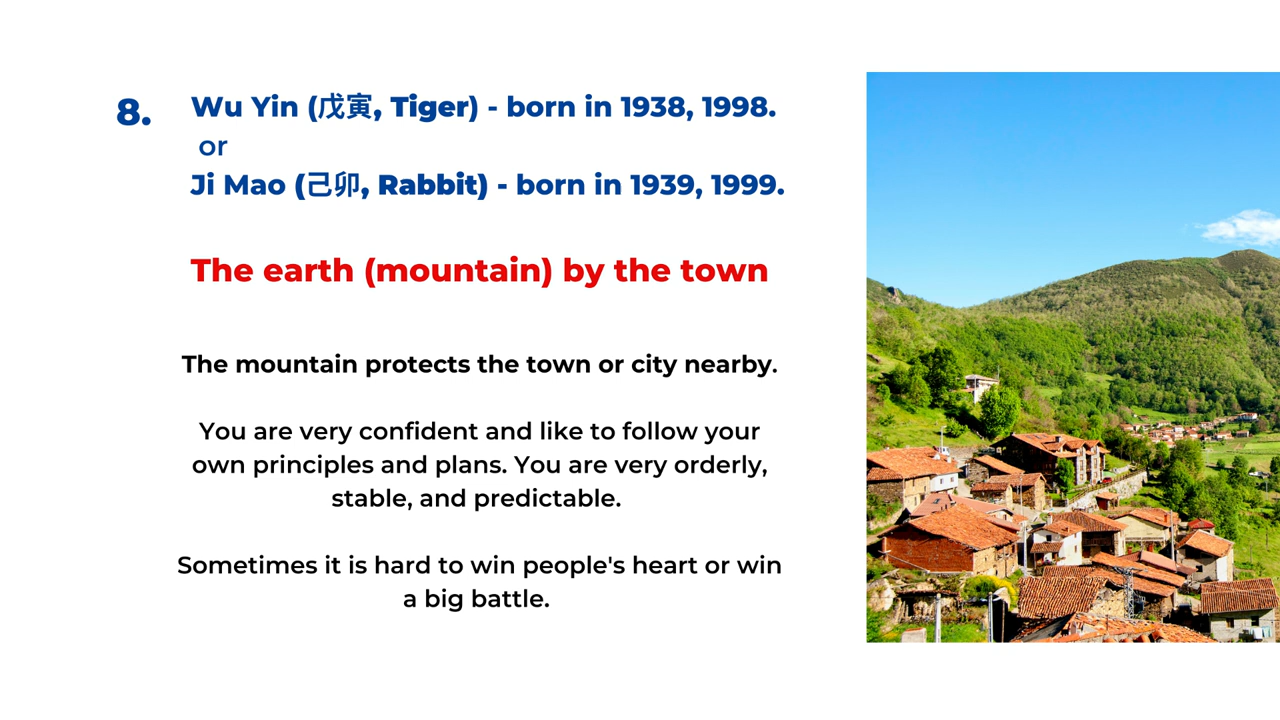 8. Wu Yin (戊寅, Tiger) - born in 1938, 1998.
or
Ji Mao (己卯, Rabbit) - born in 1939, 1999.
The earth (mountain) by the town
The mountain protects the town or city nearby.
You are very confident and like to follow your
own principles and plans. You are very orderly,
stable, and predictable.
Sometimes it is hard to win people's heart or win
a big battle.